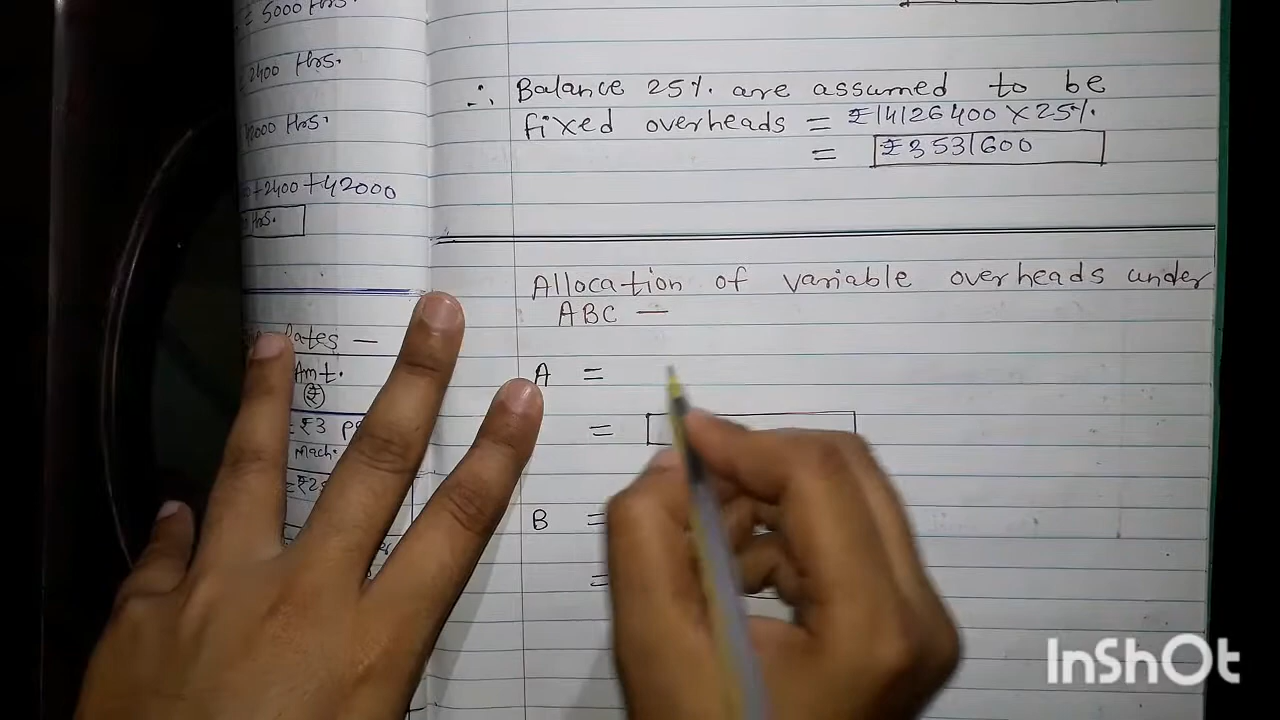 = 5000 Hrs.
= 2400 Hrs.
000 Hrs.
+2400+42000
Hrs.
Rates —
Amt.
₹
= ₹3
Mach.
∴ Balance 25%. are assumed to be
fixed overheads = ₹14126400 X 25%.
= ₹3531600
Allocation of variable overheads under
ABC —
A =
=
B =
=
InShOt